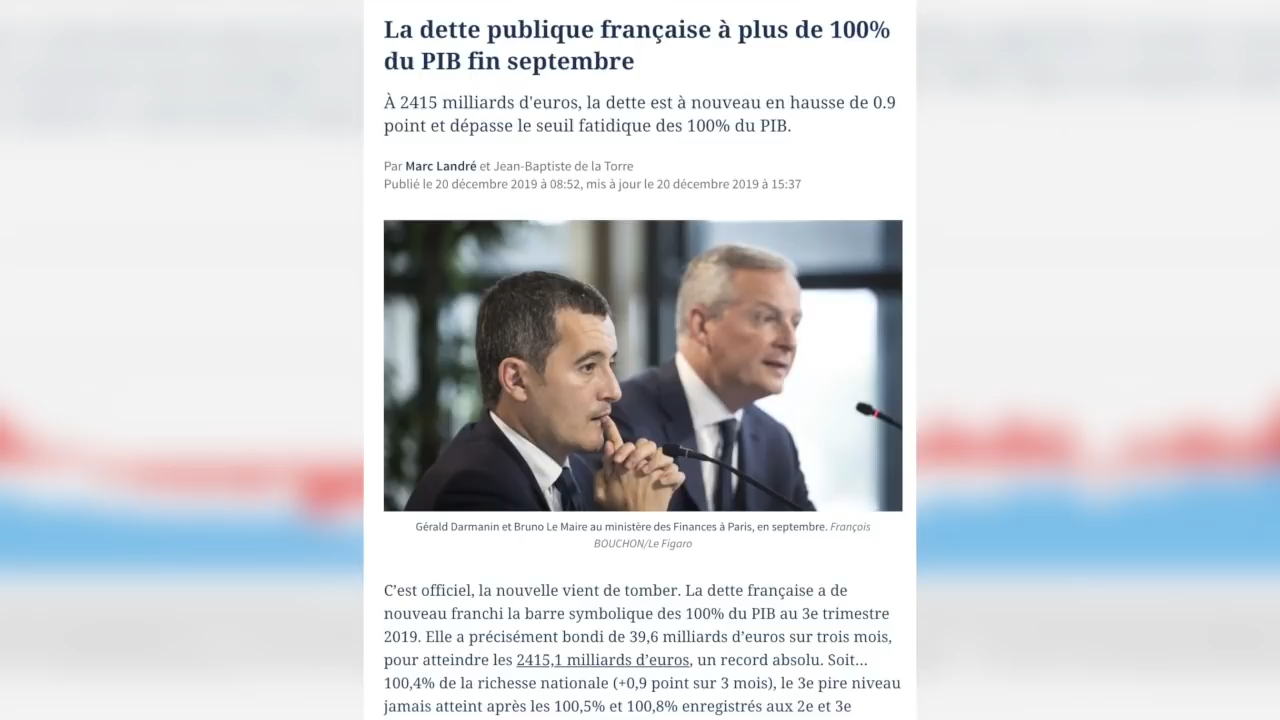 La dette publique française à plus de 100%
du PIB fin septembre
À 2415 milliards d'euros, la dette est à nouveau en hausse de 0.9
point et dépasse le seuil fatidique des 100% du PIB.
Par Marc Landré et Jean-Baptiste de la Torre
Publié le 20 décembre 2019 à 08:52, mis à jour le 20 décembre 2019 à 15:37
Gérald Darmanin et Bruno Le Maire au ministère des Finances à Paris, en septembre. François
BOUCHON/Le Figaro
C’est officiel, la nouvelle vient de tomber. La dette française a de
nouveau franchi la barre symbolique des 100% du PIB au 3e trimestre
2019. Elle a précisément bondi de 39,6 milliards d’euros sur trois mois,
pour atteindre les 2415,1 milliards d’euros, un record absolu. Soit...
100,4% de la richesse nationale (+0,9 point sur 3 mois), le 3e pire niveau
jamais atteint après les 100,5% et 100,8% enregistrés aux 2e et 3e